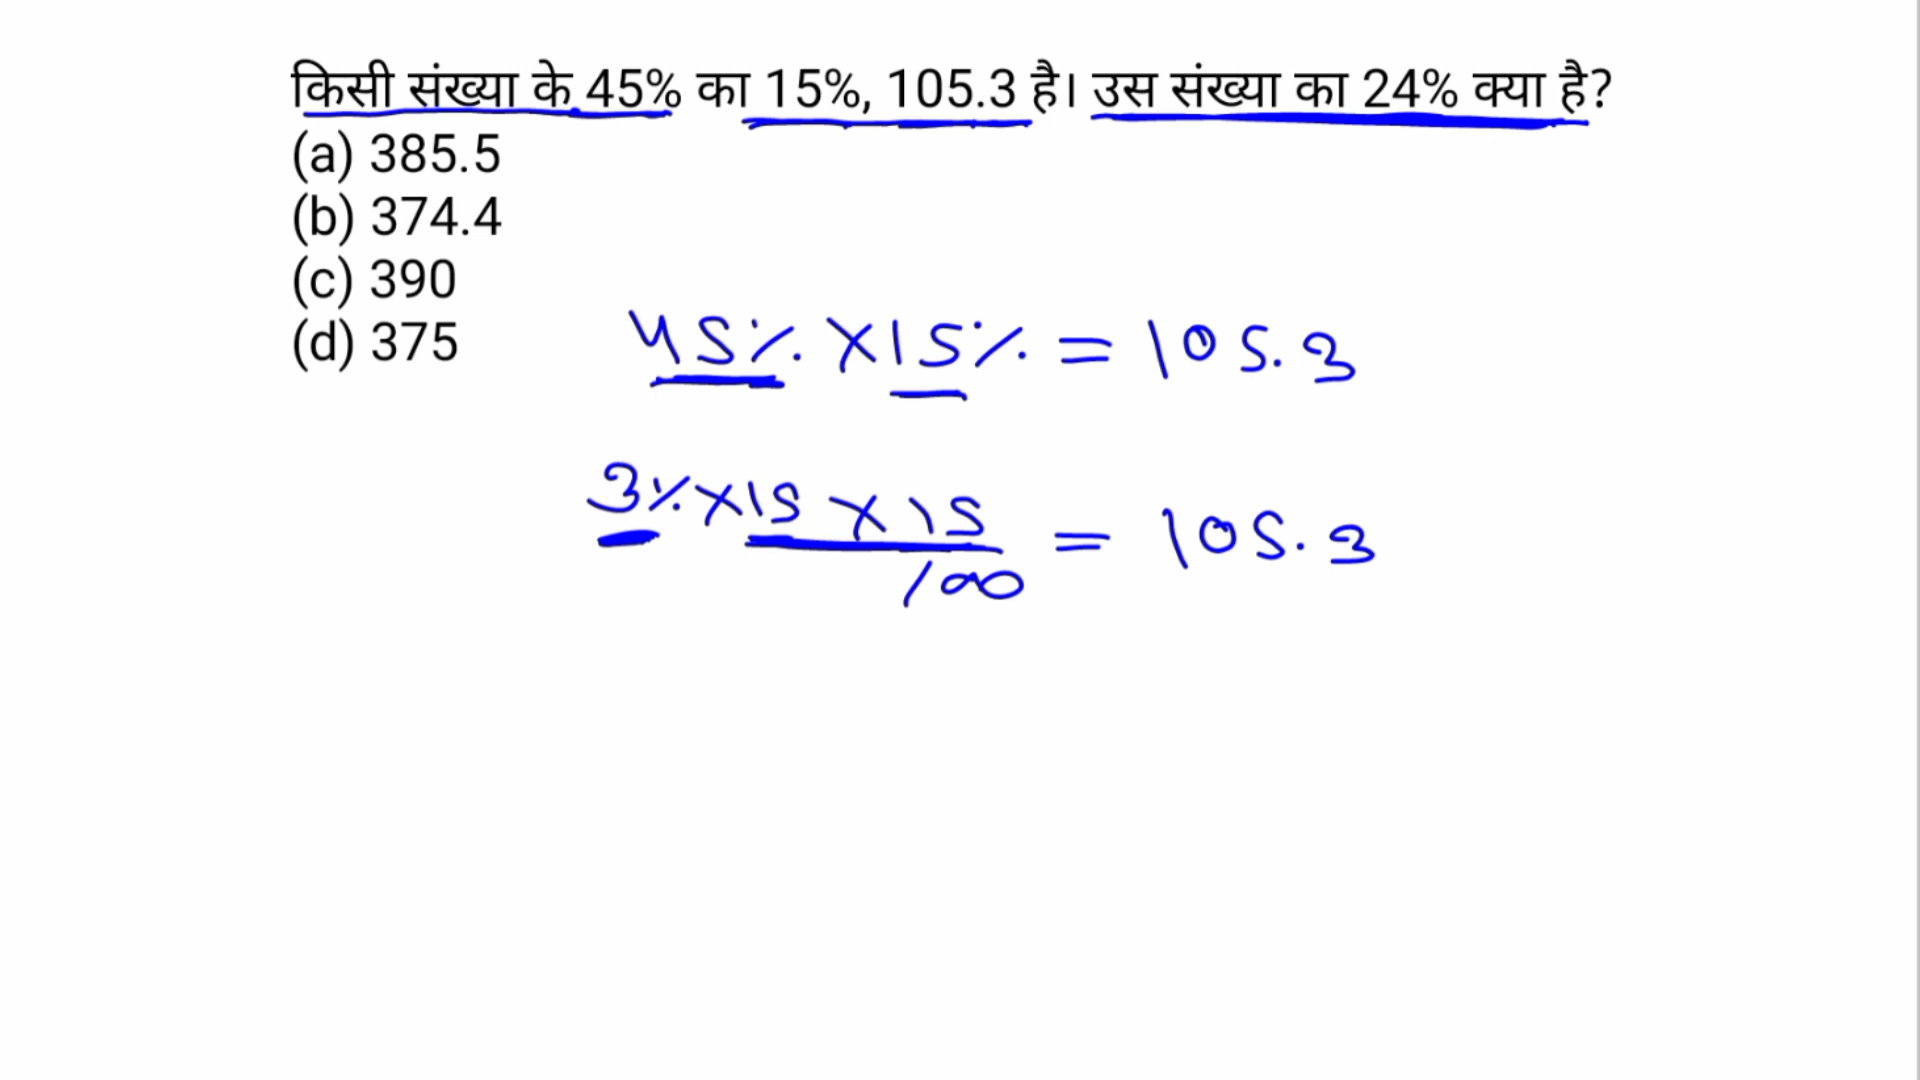 किसी संख्या के 45% का 15%, 105.3 है। उस संख्या का 24% क्या है?
(a) 385.5
(b) 374.4
(c) 390
(d) 375
45% × 15% = 105.3
3% × 15 × 15 = 105.3
100